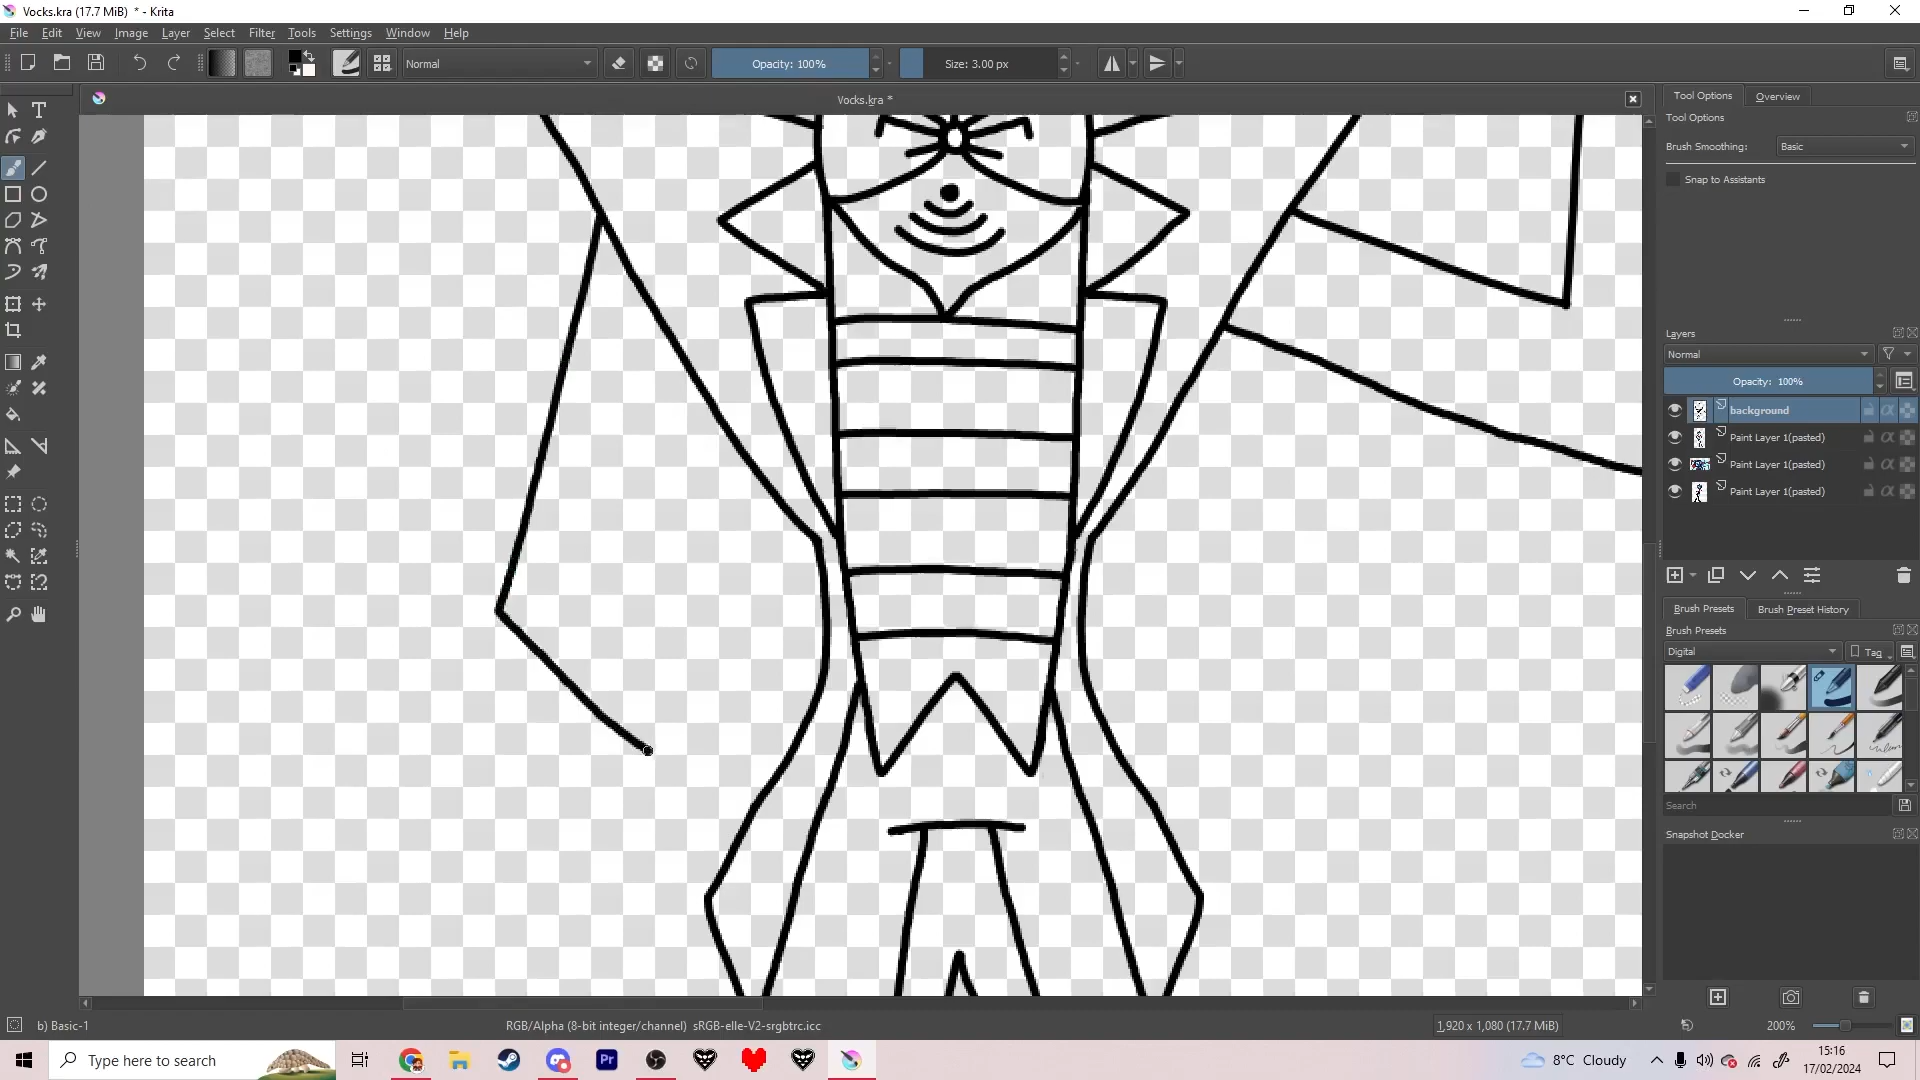 Vocks.kra (17.7 MiB) * - Krita
File Edit View Image Layer Select Filter Tools Settings Window Help
Normal
Opacity: 100%
Size: 3.00 px
Vocks.kra *
Tool Options Overview
Tool Options
Brush Smoothing: Basic
Snap to Assistants
Layers
Normal
Opacity: 100%
background
Paint Layer 1(pasted)
Paint Layer 1(pasted)
Paint Layer 1(pasted)
Brush Presets Brush Preset History
Brush Presets
Digital Tag
Search
Snapshot Docker
b) Basic-1 RGB/Alpha (8-bit integer/channel) sRGB-elle-V2-srgbtrc.icc 1,920 x 1,080 (17.7 MiB) 200%
Type here to search
Pr
8°C Cloudy
15:16
17/02/2024